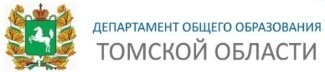 ДЕПАРТАМЕНТ ОБЩЕГО ОБРАЗОВАНИЯ
ТОМСКОЙ ОБЛАСТИ